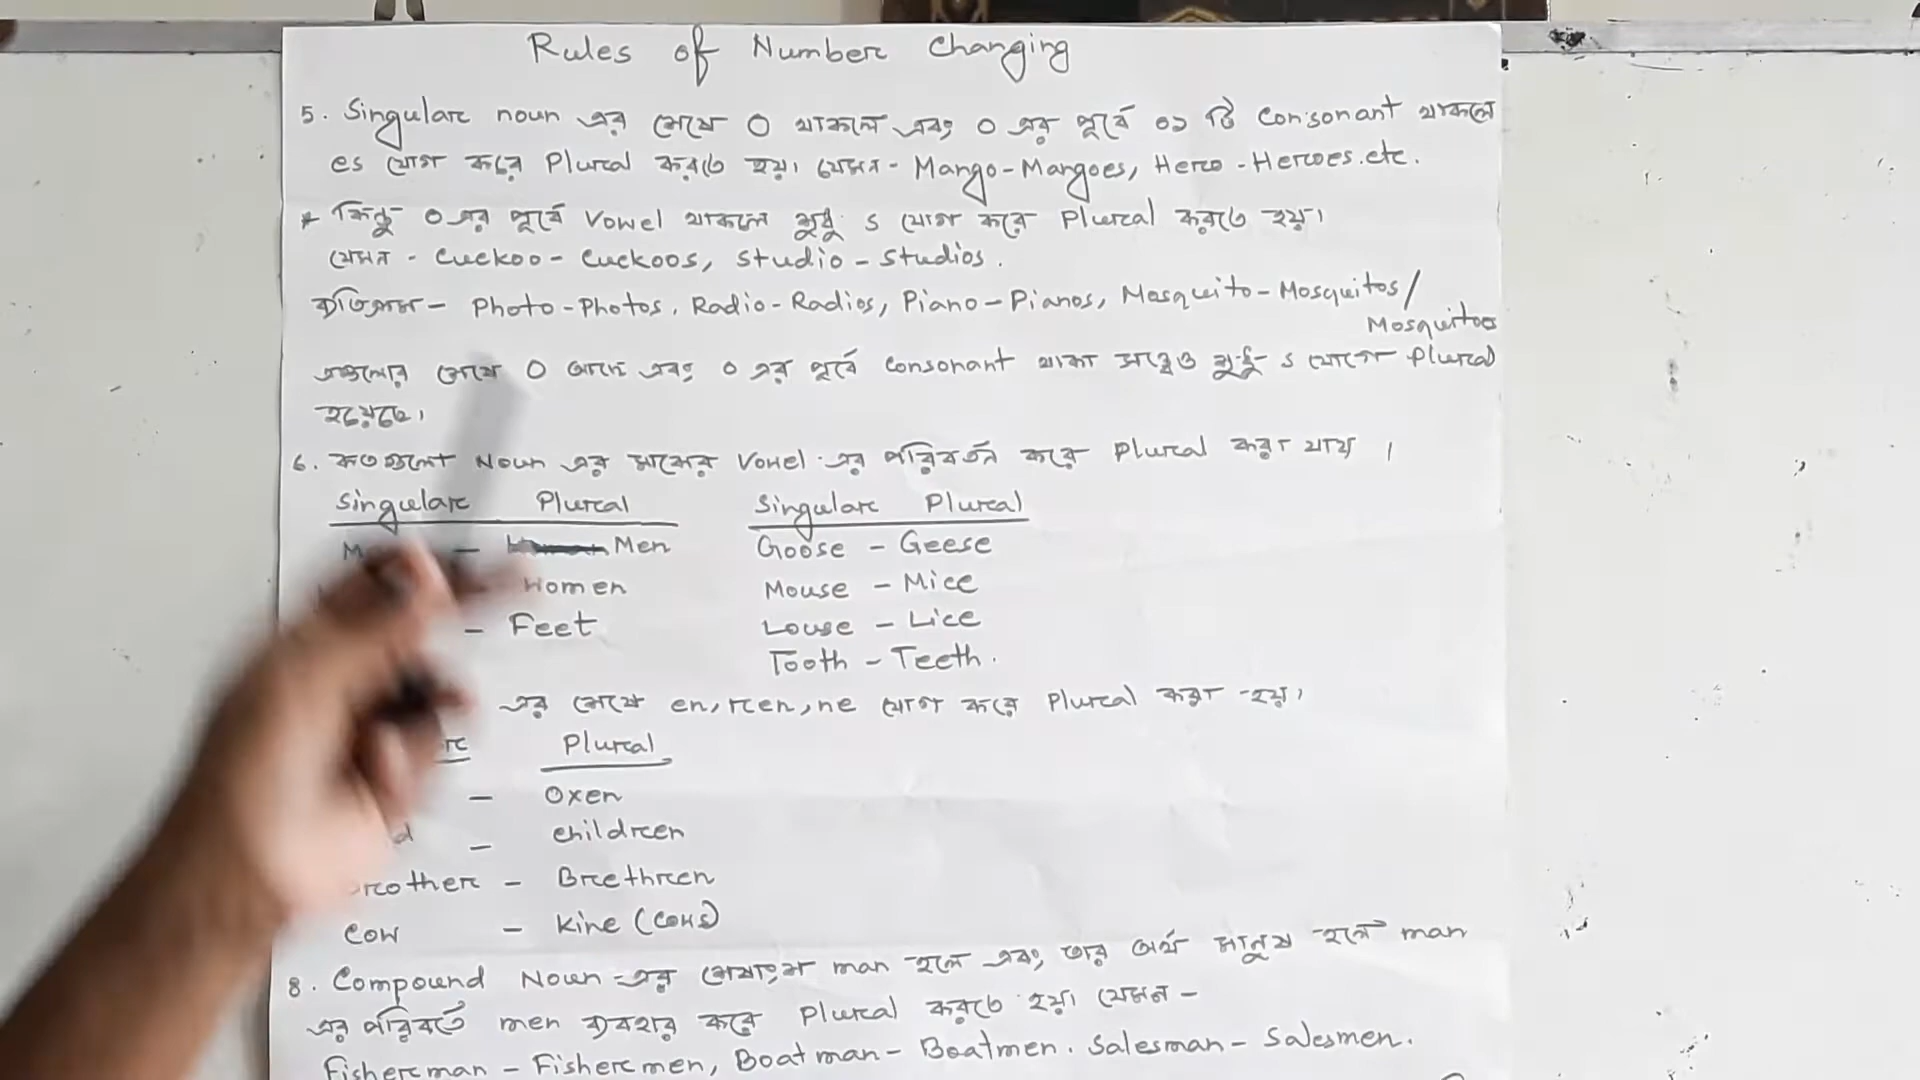 Rules of Number Changing
5. Singular noun এর শেষে O থাকলে এবং O এর পূর্বে ০১ টি Consonant থাকলে
es যোগ করে Plural করতে হয়। যেমন - Mango-Mangoes, Hero-Heroes.etc.
* কিন্তু O এর পূর্বে Vowel থাকলে শুধু s যোগ করে Plural করতে হয়।
যেমন - Cuckoo - Cuckoos, Studio - Studios.
ব্যতিক্রম - Photo-Photos, Radio-Radios, Piano-Pianos, Mosquito-Mosquitos/
Mosquitoes
এগুলোর শেষে O আছে এবং O এর পূর্বে Consonant থাকা সত্ত্বেও শুধু s যোগে Plural
হয়েছে।
6. কতগুলো Noun এর মাঝের Vowel এর পরিবর্তন করে Plural করা যায়।
Singular Plural Singular Plural
- Men Goose - Geese
Women Mouse - Mice
- Feet Louse - Lice
Tooth - Teeth.
এর শেষে en, ren, ne যোগ করে Plural করা হয়।
Plural
- Oxen
- Children
- Brethren
Cow - Kine (Cows)
8. Compound Noun-এর শেষাংশ man হলে এবং তার অর্থ মানুষ হলে man
এর পরিবর্তে men ব্যবহার করে Plural করতে হয়। যেমন -
Fisherman - Fishermen, Boatman - Boatmen. Salesman - Salesmen.